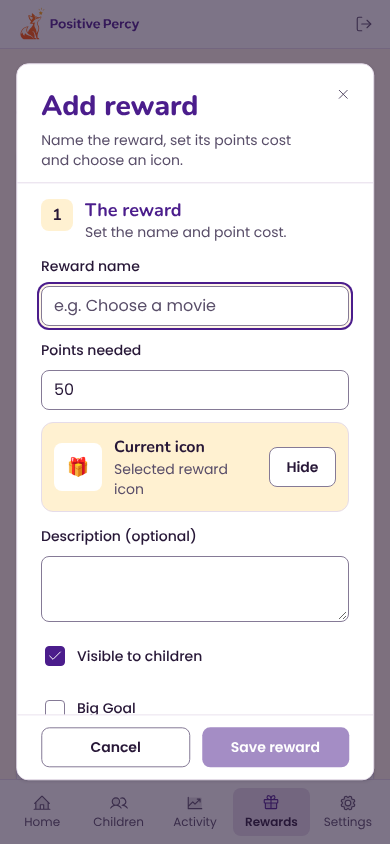 Positive Percy
Add reward
Name the reward, set its points cost
and choose an icon.
1
The reward
Set the name and point cost.
Reward name
e.g. Choose a movie
Points needed
50
Current icon
Selected reward
icon
Hide
Description (optional)
Visible to children
Big Goal
Cancel
Save reward
Home
Children
Activity
Rewards
Settings